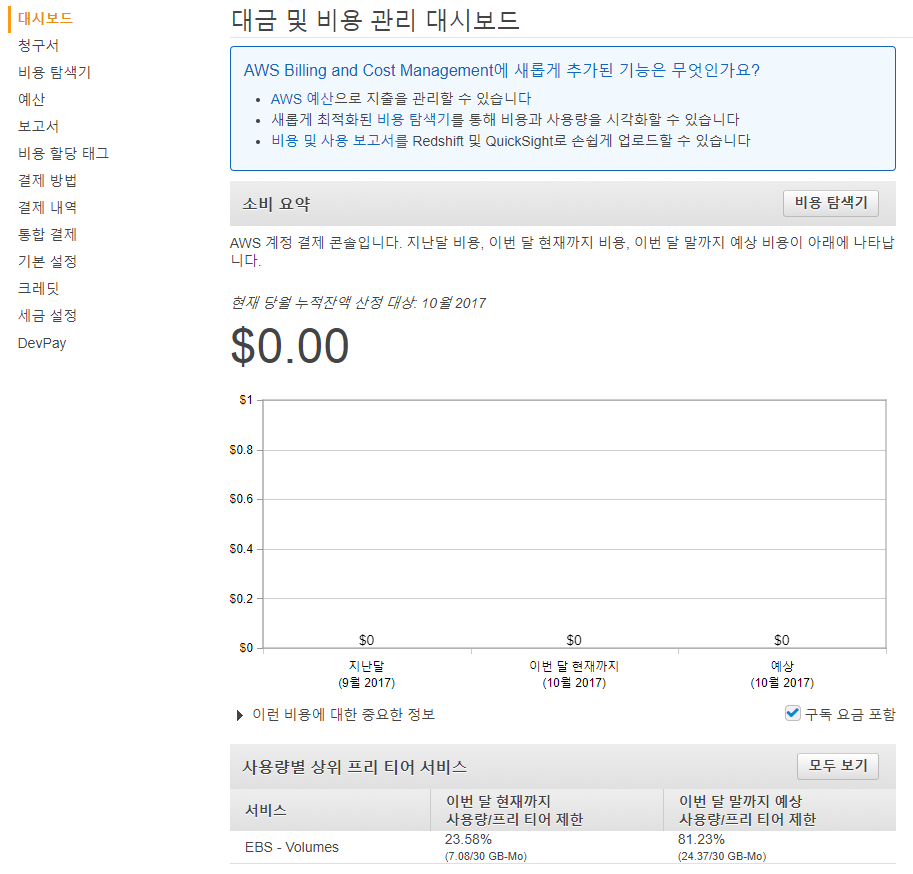 대시보드
청구서
비용 탐색기
예산
보고서
비용 할당 태그
결제 방법
결제 내역
통합 결제
기본 설정
크레딧
세금 설정
DevPay
대금 및 비용 관리 대시보드
AWS Billing and Cost Management에 새롭게 추가된 기능은 무엇인가요?
• AWS 예산으로 지출을 관리할 수 있습니다
• 새롭게 최적화된 비용 탐색기를 통해 비용과 사용량을 시각화할 수 있습니다
• 비용 및 사용 보고서를 Redshift 및 QuickSight로 손쉽게 업로드할 수 있습니다
소비 요약
비용 탐색기
AWS 계정 결제 콘솔입니다. 지난달 비용, 이번 달 현재까지 비용, 이번 달 말까지 예상 비용이 아래에 나타납
니다.
현재 당월 누적잔액 산정 대상: 10월 2017
$0.00
$1
$0.8
$0.6
$0.4
$0.2
$0
$0 $0 $0
지난달 이번 달 현재까지 예상
(9월 2017) (10월 2017) (10월 2017)
이런 비용에 대한 중요한 정보
구독 요금 포함
사용량별 상위 프리 티어 서비스
모두 보기
서비스
이번 달 현재까지
사용량/프리 티어 제한
이번 달 말까지 예상
사용량/프리 티어 제한
EBS - Volumes
23.58%
(7.08/30 GB-Mo)
81.23%
(24.37/30 GB-Mo)